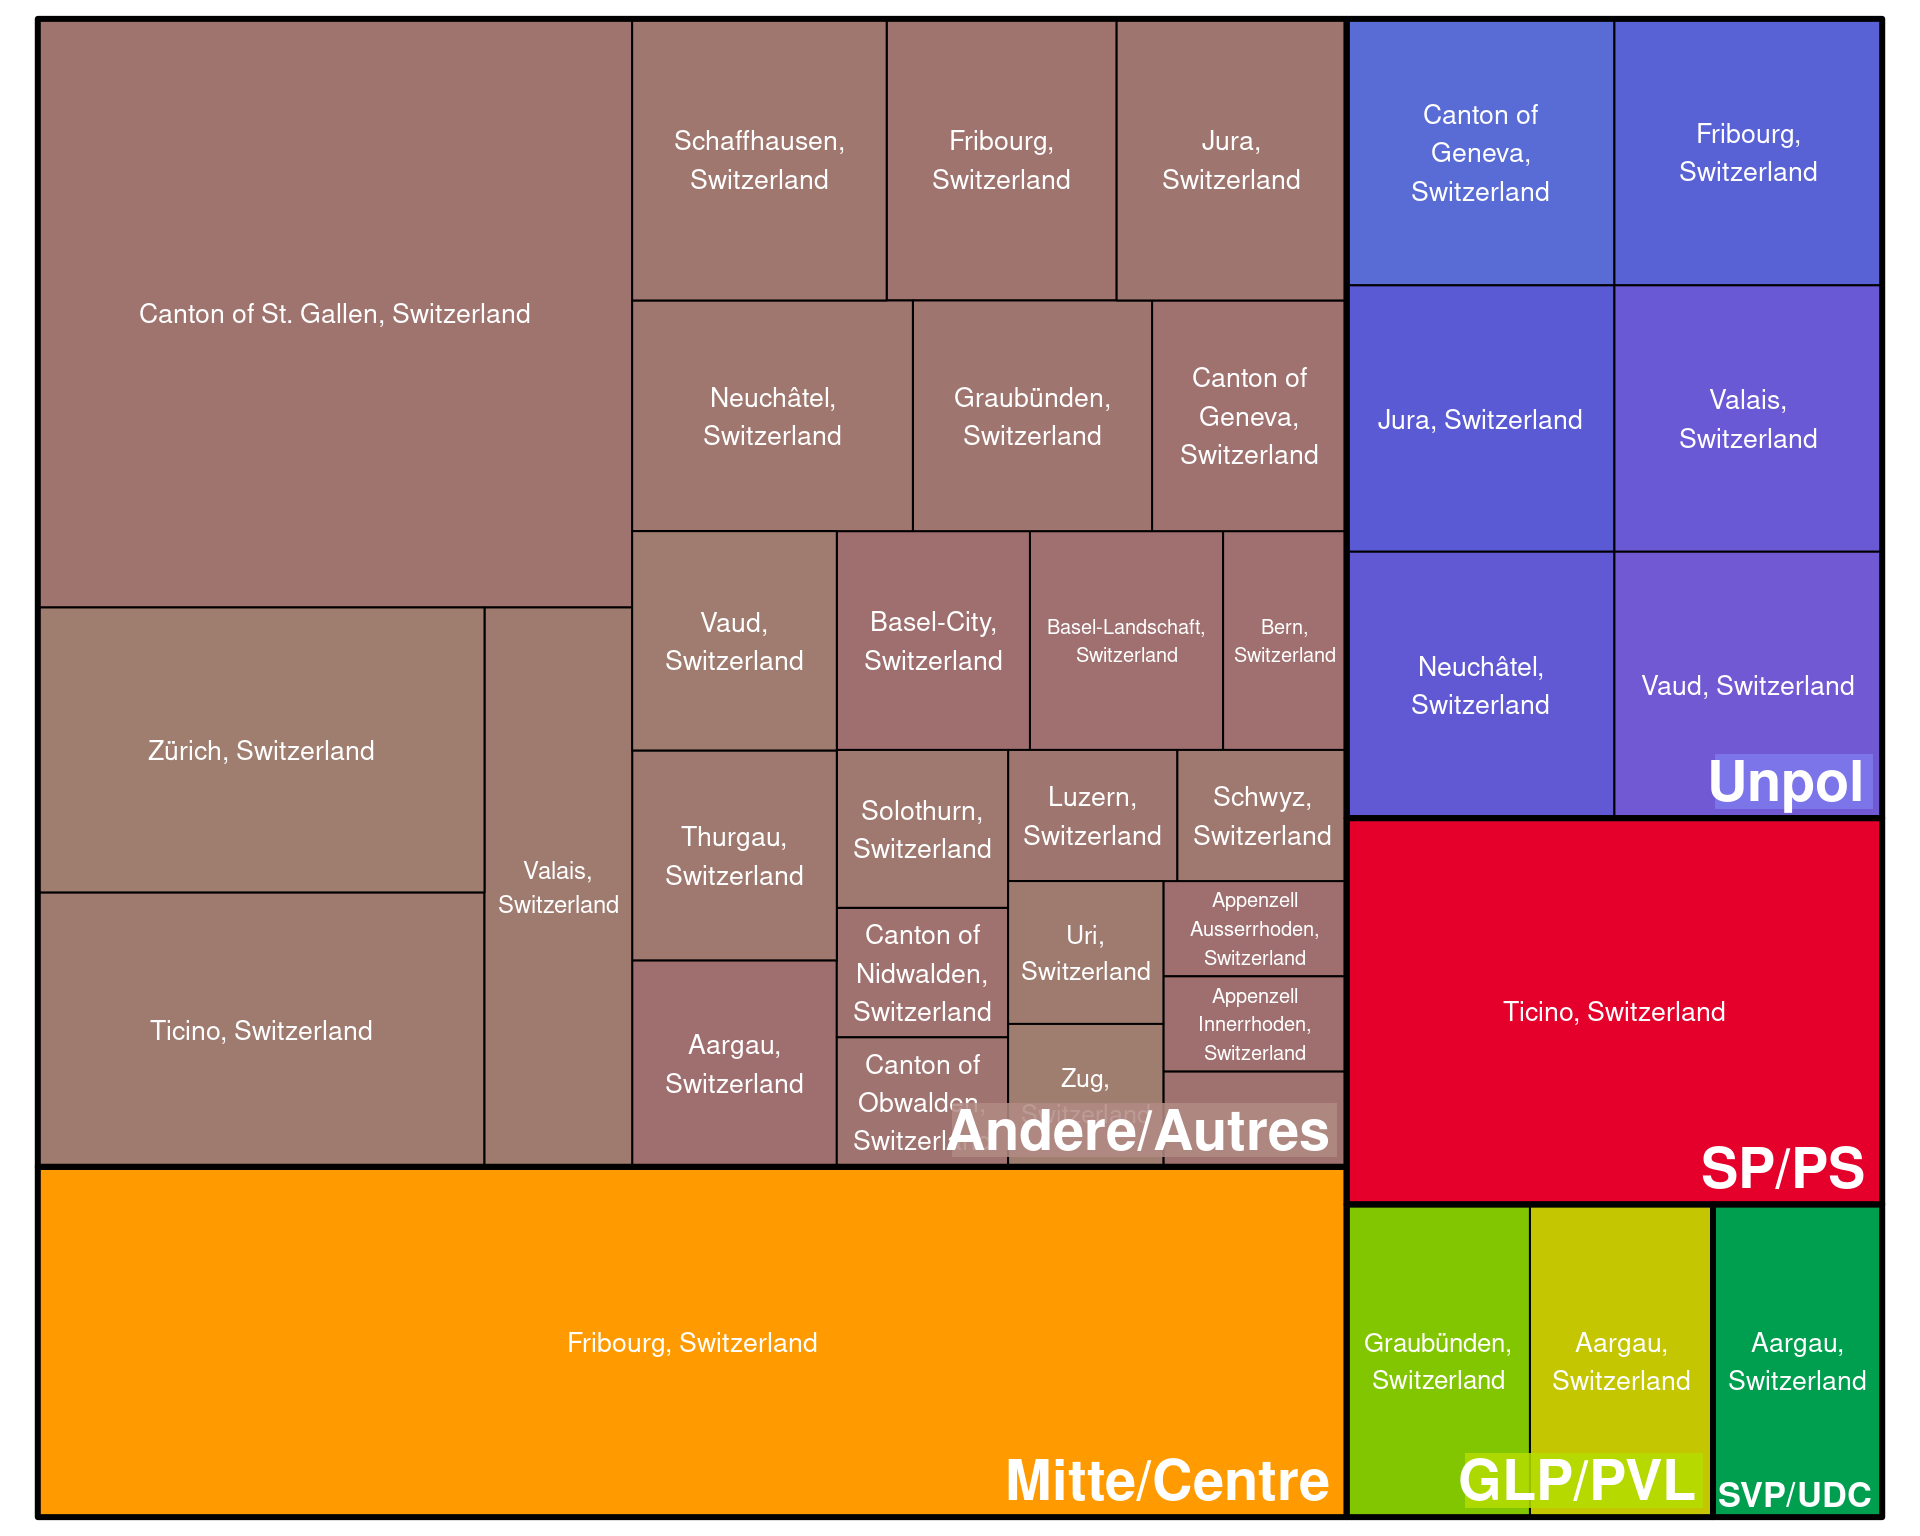 Canton of St. Gallen, Switzerland
Schaffhausen,
Switzerland
Fribourg,
Switzerland
Jura,
Switzerland
Neuchâtel,
Switzerland
Graubünden,
Switzerland
Canton of
Geneva,
Switzerland
Zürich, Switzerland
Ticino, Switzerland
Valais,
Switzerland
Vaud,
Switzerland
Basel-City,
Switzerland
Basel-Landschaft,
Switzerland
Bern,
Switzerland
Thurgau,
Switzerland
Aargau,
Switzerland
Solothurn,
Switzerland
Luzern,
Switzerland
Schwyz,
Switzerland
Canton of
Nidwalden,
Switzerland
Canton of
Obwalden,
Switzerland
Uri,
Switzerland
Zug,
Switzerland
Appenzell
Ausserrhoden,
Switzerland
Appenzell
Innerrhoden,
Switzerland
Andere/Autres
Fribourg, Switzerland
Mitte/Centre
Canton of
Geneva,
Switzerland
Fribourg,
Switzerland
Jura, Switzerland
Valais,
Switzerland
Neuchâtel,
Switzerland
Vaud, Switzerland
Unpol
Ticino, Switzerland
SP/PS
Graubünden,
Switzerland
Aargau,
Switzerland
GLP/PVL
Aargau,
Switzerland
SVP/UDC